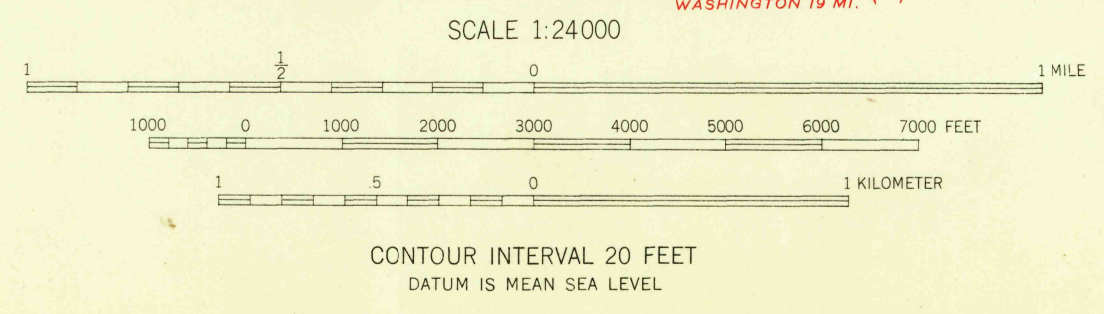 WASHINGTON 19 MI.
SCALE 1:24000
1 1/2 0 1 MILE
1000 0 1000 2000 3000 4000 5000 6000 7000 FEET
1 .5 0 1 KILOMETER
CONTOUR INTERVAL 20 FEET
DATUM IS MEAN SEA LEVEL